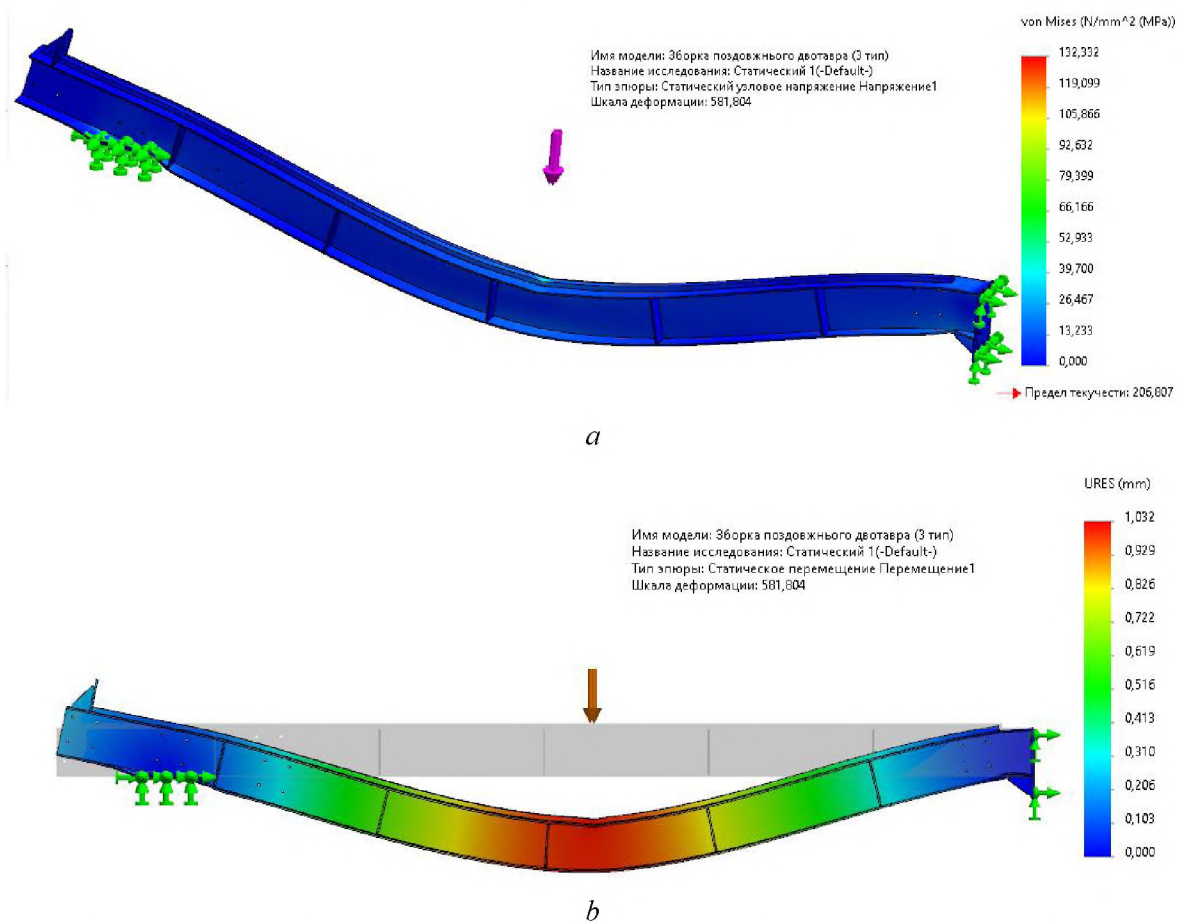 von Mises (N/mm^2 (MPa))
Имя модели: Зборка поздовжнього двотавра (3 тип)
Название исследования: Статический 1(-Default-)
Тип эпюры: Статический узловое напряжение Напряжение1
Шкала деформации: 581,804
132,332
119,099
105,866
92,632
79,399
66,166
52,933
39,700
26,467
13,233
0,000
Предел текучести: 206,807
a
URES (mm)
Имя модели: Зборка поздовжнього двотавра (3 тип)
Название исследования: Статический 1(-Default-)
Тип эпюры: Статическое перемещение Перемещение1
Шкала деформации: 581,804
1,032
0,929
0,826
0,722
0,619
0,516
0,413
0,310
0,206
0,103
0,000
b